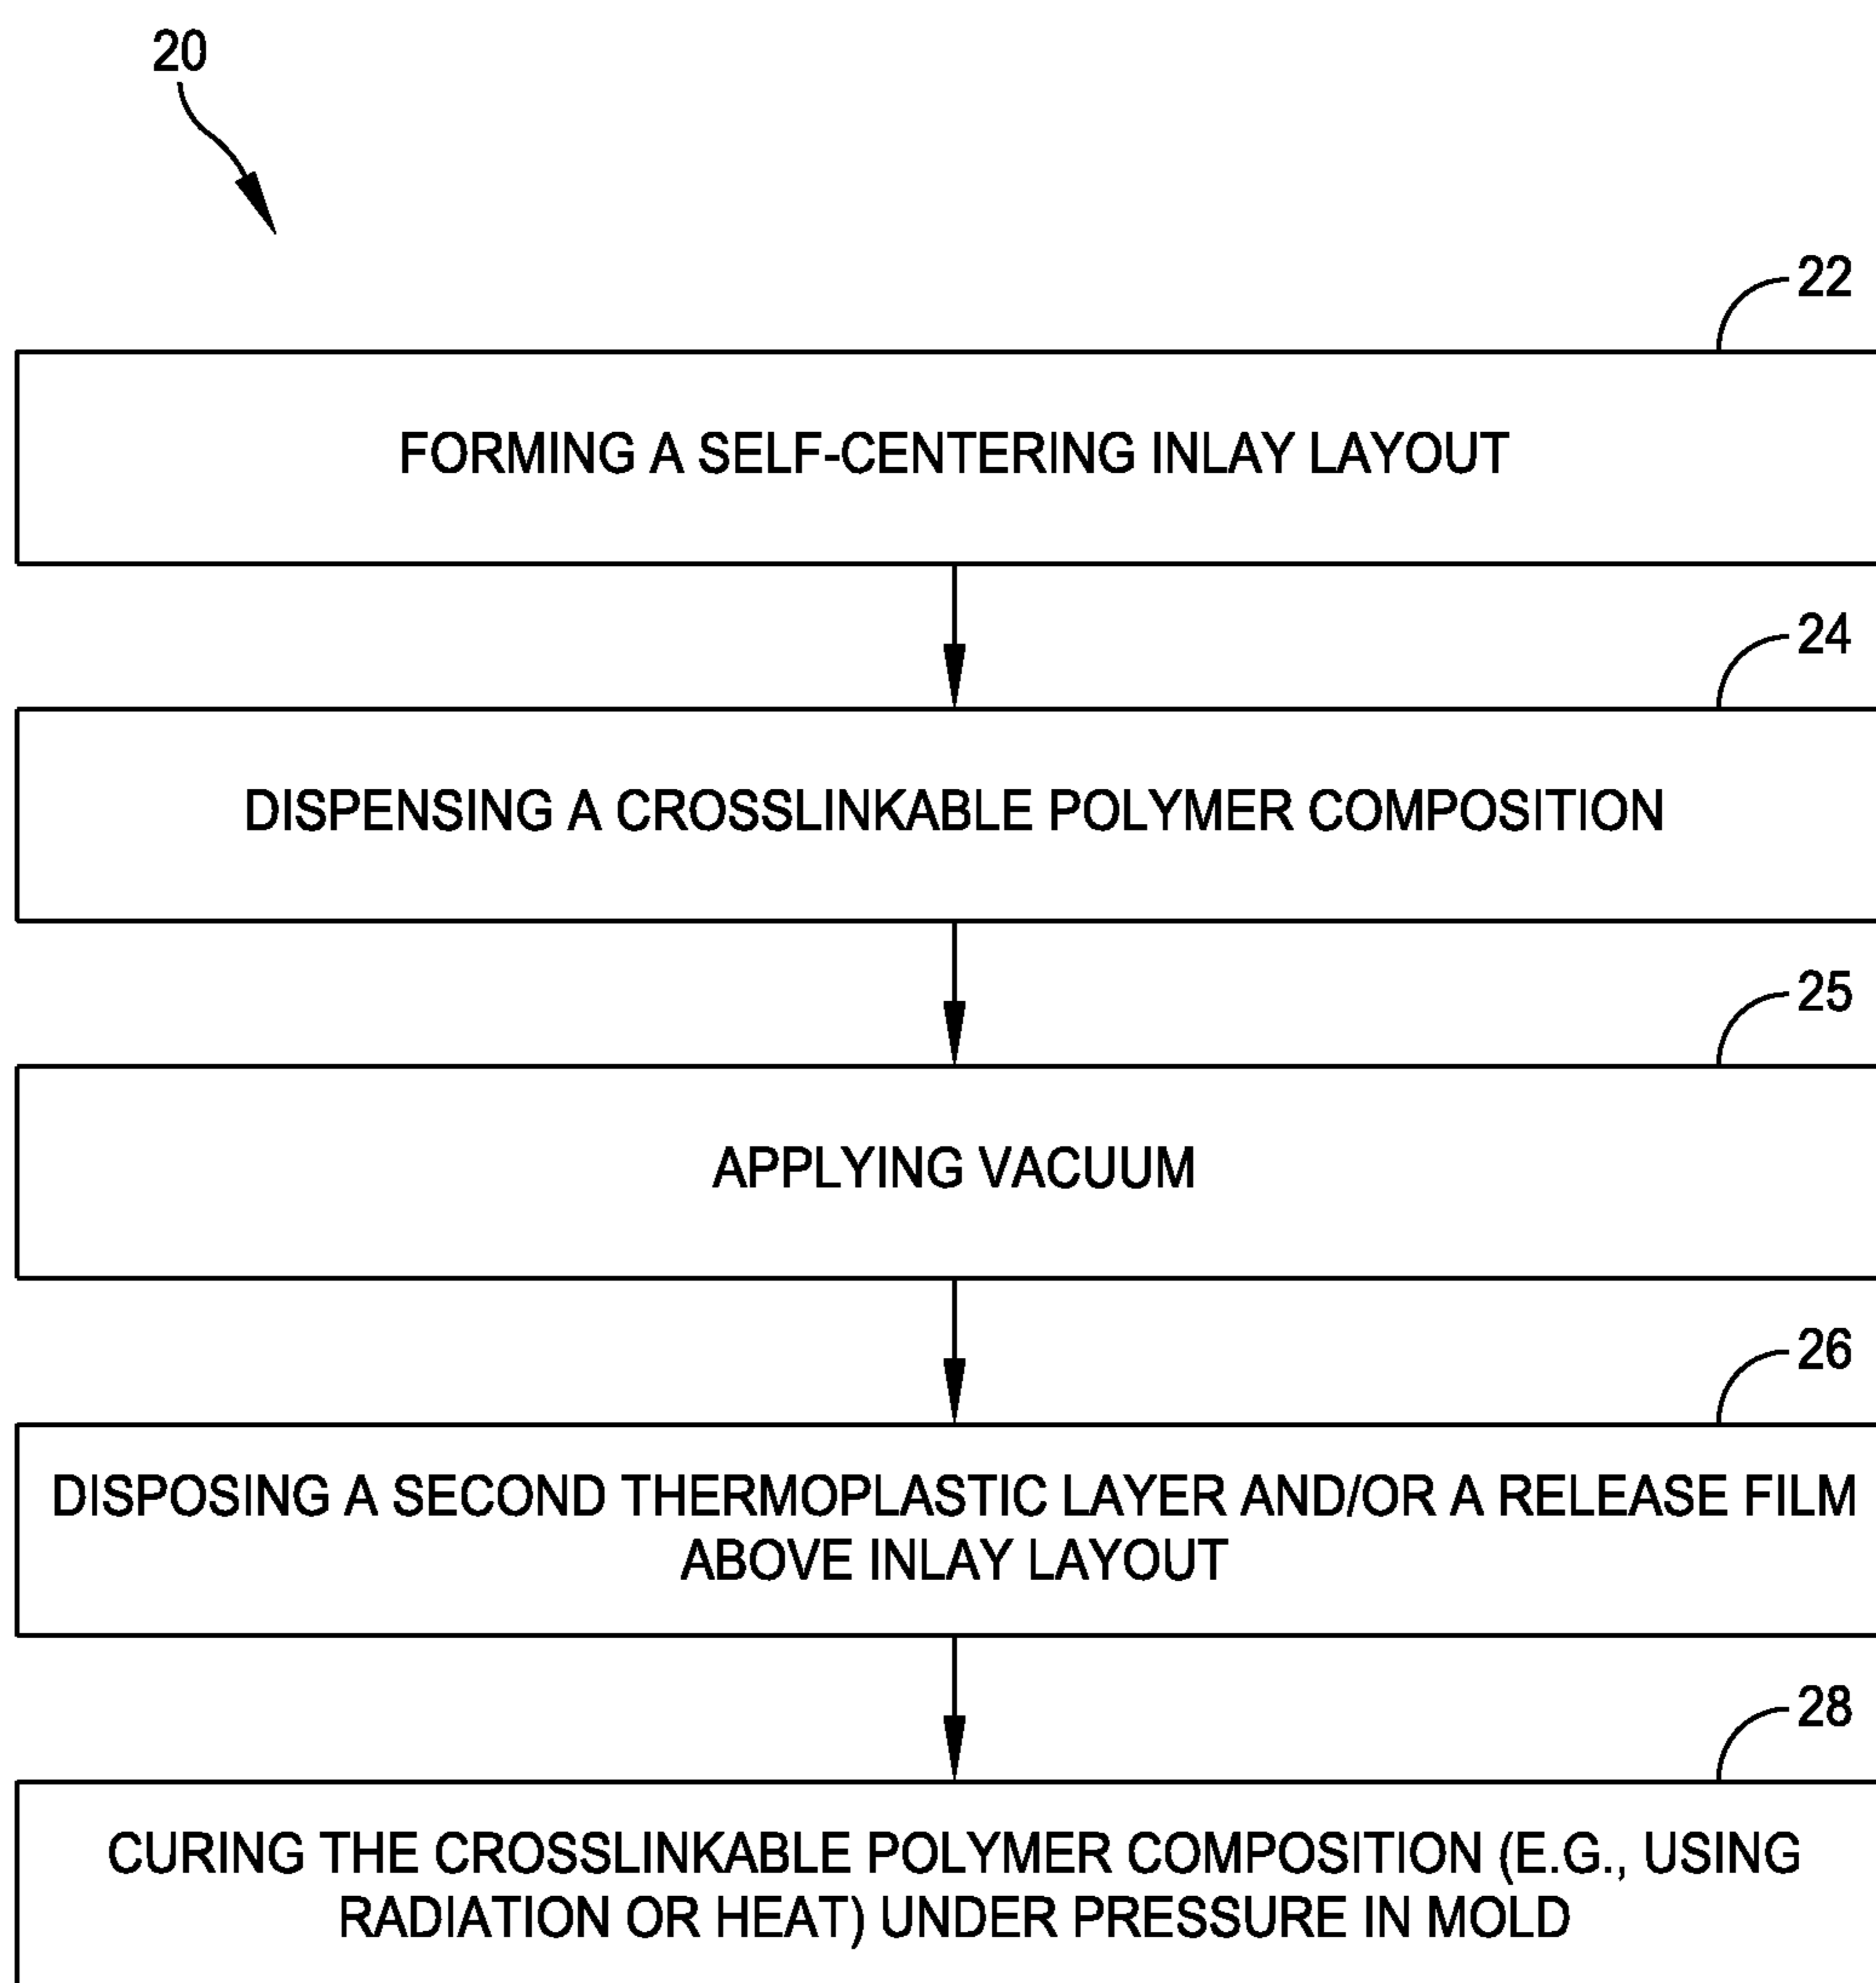 20
22
FORMING A SELF-CENTERING INLAY LAYOUT
24
DISPENSING A CROSSLINKABLE POLYMER COMPOSITION
25
APPLYING VACUUM
26
DISPOSING A SECOND THERMOPLASTIC LAYER AND/OR A RELEASE FILM
ABOVE INLAY LAYOUT
28
CURING THE CROSSLINKABLE POLYMER COMPOSITION (E.G., USING
RADIATION OR HEAT) UNDER PRESSURE IN MOLD